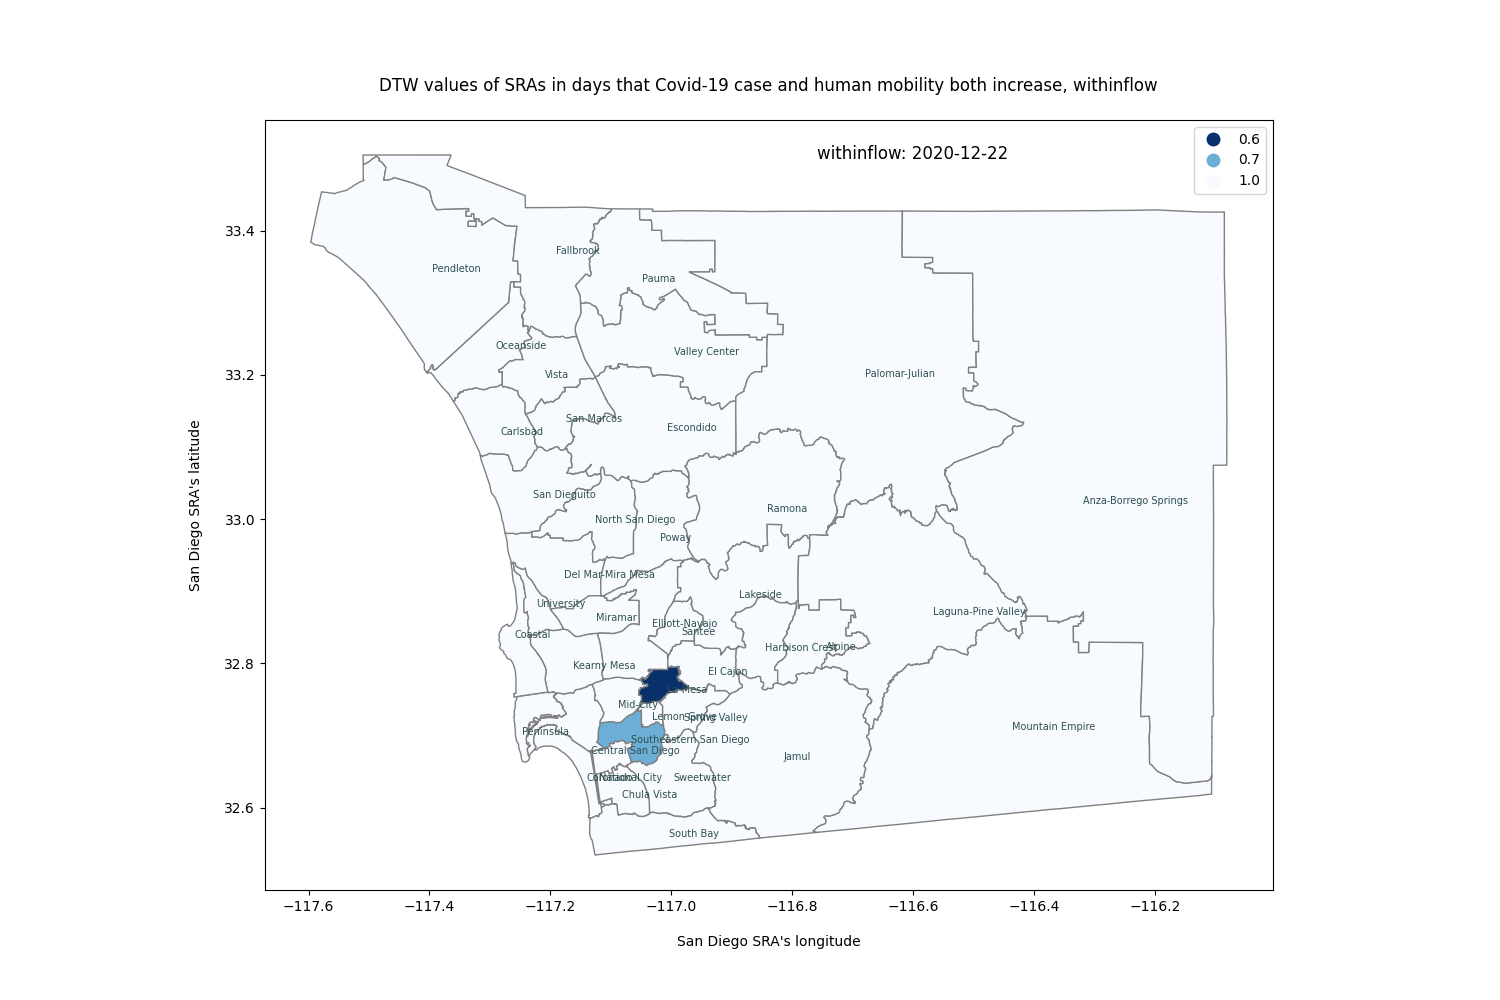 DTW values of SRAs in days that Covid-19 case and human mobility both increase, withinflow
withinflow: 2020-12-22
0.6
0.7
1.0
33.4
33.2
33.0
32.8
32.6
San Diego SRA's latitude
Fallbrook
Pendleton
Pauma
Oceanside
Valley Center
Vista
Palomar-Julian
San Marcos
Carlsbad
Escondido
San Dieguito
Anza-Borrego Springs
Ramona
North San Diego
Poway
Del Mar-Mira Mesa
Lakeside
University
Miramar
Laguna-Pine Valley
Elliott-Navajo
Santee
Coastal
Harbison Crest
Alpine
Kearny Mesa
El Cajon
La Mesa
Mid-City
Lemon Grove
Spring Valley
Mountain Empire
Peninsula
Southeastern San Diego
Central San Diego
Jamul
Coronado
National City
Sweetwater
Chula Vista
South Bay
−117.6
−117.4
−117.2
−117.0
−116.8
−116.6
−116.4
−116.2
San Diego SRA's longitude